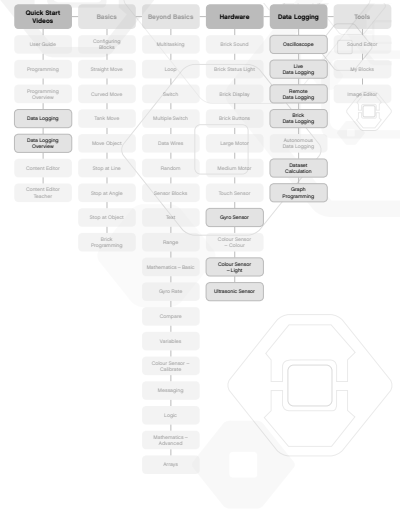 Quick Start
Videos
Basics
Beyond Basics
Hardware
Data Logging
Tools
User Guide
Programming
Programming
Overview
Data Logging
Data Logging
Overview
Content Editor
Content Editor
Teacher
Configuring
Blocks
Straight Move
Curved Move
Tank Move
Move Object
Stop at Line
Stop at Angle
Stop at Object
Brick
Programming
Multitasking
Loop
Switch
Multiple Switch
Data Wires
Random
Sensor Blocks
Text
Range
Mathematics – Basic
Gyro Rate
Compare
Variables
Colour Sensor –
Calibrate
Messaging
Logic
Mathematics –
Advanced
Arrays
Brick Sound
Brick Status Light
Brick Display
Brick Buttons
Large Motor
Medium Motor
Touch Sensor
Gyro Sensor
Colour Sensor
– Colour
Colour Sensor
– Light
Ultrasonic Sensor
Oscilloscope
Live
Data Logging
Remote
Data Logging
Brick
Data Logging
Autonomous
Data Logging
Dataset
Calculation
Graph
Programming
Sound Editor
My Blocks
Image Editor